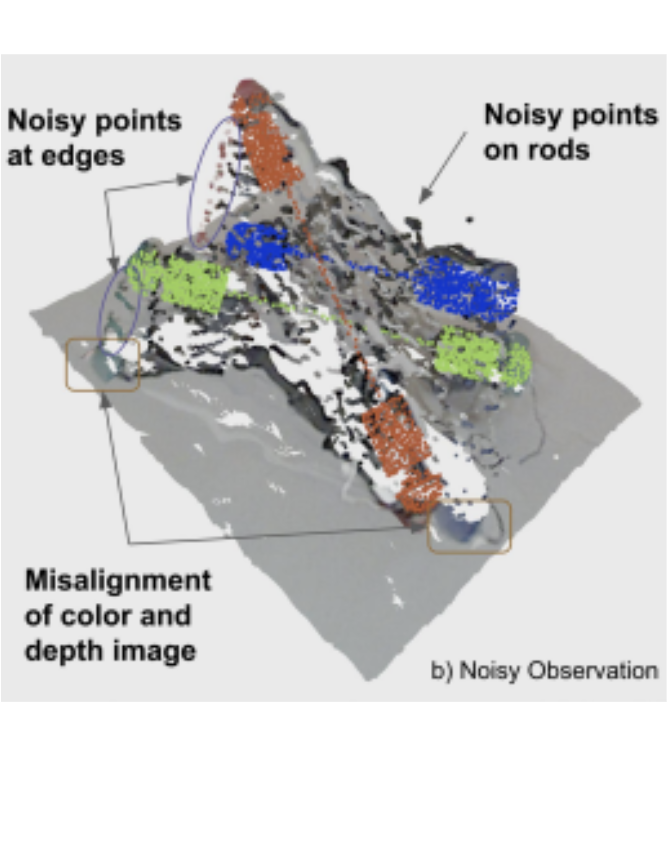 Noisy points
at edges
Noisy points
on rods
Misalignment
of color and
depth image
b) Noisy Observation